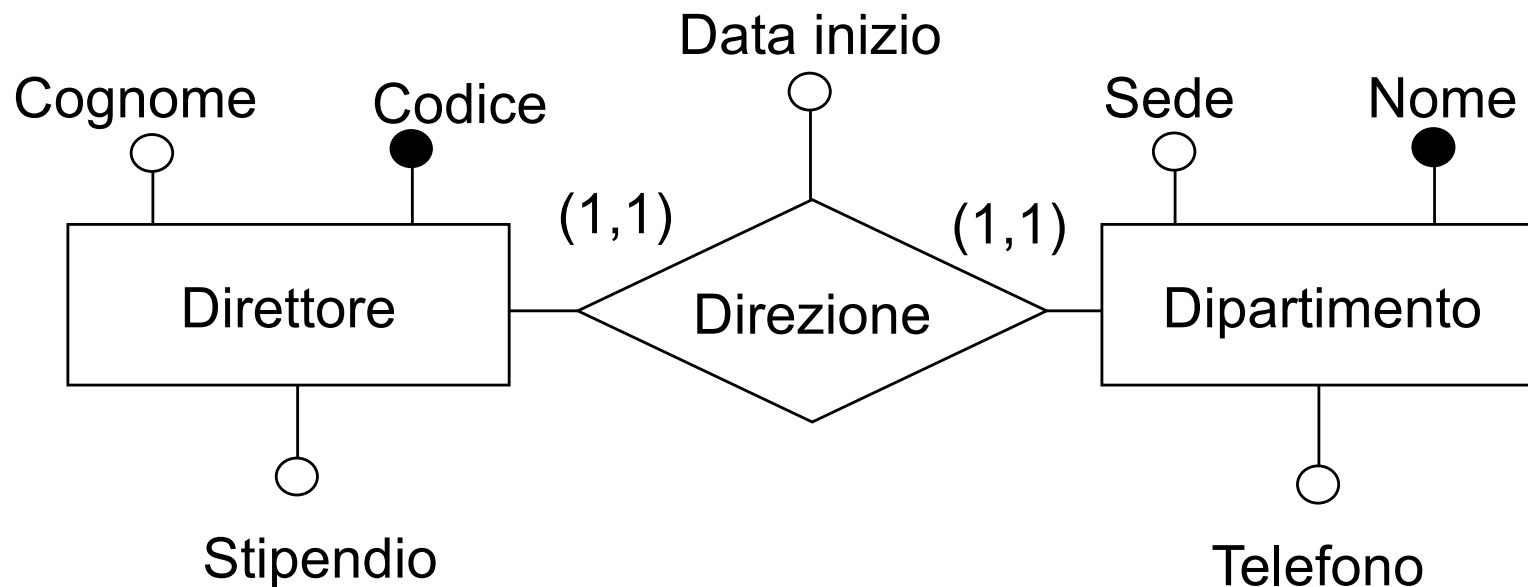 Data inizio
Cognome
Codice
Sede
Nome
(1,1)
(1,1)
Direttore
Direzione
Dipartimento
Stipendio
Telefono